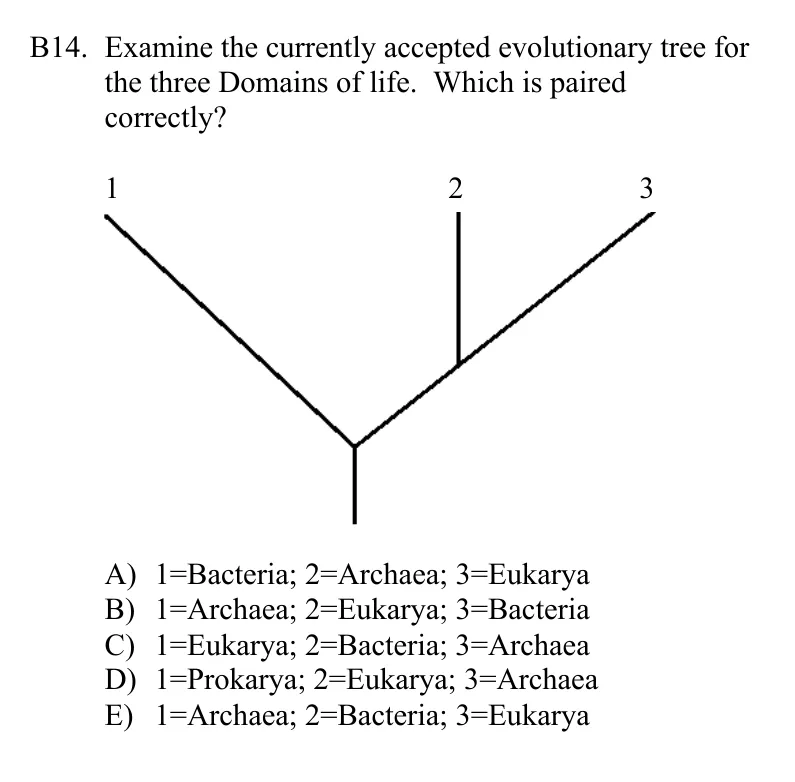 B14. Examine the currently accepted evolutionary tree for
the three Domains of life. Which is paired
correctly?
1 2 3
A) 1=Bacteria; 2=Archaea; 3=Eukarya
B) 1=Archaea; 2=Eukarya; 3=Bacteria
C) 1=Eukarya; 2=Bacteria; 3=Archaea
D) 1=Prokarya; 2=Eukarya; 3=Archaea
E) 1=Archaea; 2=Bacteria; 3=Eukarya